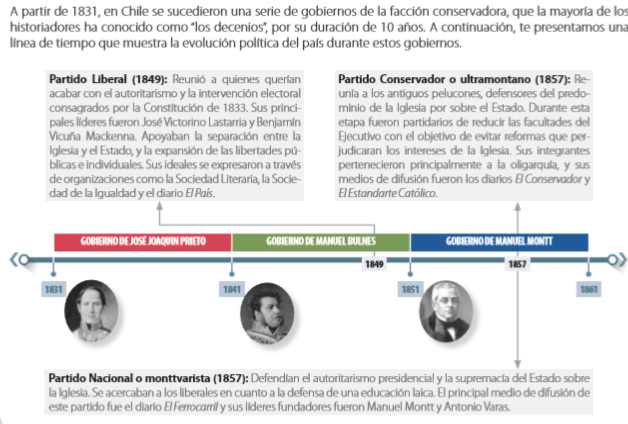 A partir de 1831, en Chile se sucedieron una serie de gobiernos de la facción conservadora, que la mayoría de los
historiadores ha conocido como "los decenios", por su duración de 10 años. A continuación, te presentamos una
línea de tiempo que muestra la evolución política del país durante estos gobiernos.
Partido Liberal (1849): Reunió a quienes querían
acabar con el autoritarismo y la intervención electoral
consagrados por la Constitución de 1833. Sus princi-
pales líderes fueron José Victorino Lastarria y Benjamín
Vicuña Mackenna. Apoyaban la separación entre la
Iglesia y el Estado, y la expansión de las libertades pú-
blicas e individuales. Sus ideales se expresaron a través
de organizaciones como la Sociedad Literaria, la Socie-
dad de la Igualdad y el diario El País.
Partido Conservador o ultramontano (1857): Re-
unía a los antiguos pelucones, defensores del predo-
minio de la Iglesia por sobre el Estado. Durante esta
etapa fueron partidarios de reducir las facultades del
Ejecutivo con el objetivo de evitar reformas que per-
judicaran los intereses de la Iglesia. Sus integrantes
pertenecieron principalmente a la oligarquía, y sus
medios de difusión fueron los diarios El Conservador y
El Estandarte Católico.
GOBIERNO DE JOSÉ JOAQUIN PRIETO
GOBIERNO DE MANUEL BULNES
GOBIERNO DE MANUEL MONTT
1849
1857
1831
1841
1851
1861
Partido Nacional o monttvarista (1857): Defendían el autoritarismo presidencial y la supremacía del Estado sobre
la Iglesia. Se acercaban a los liberales en cuanto a la defensa de una educación laica. El principal medio de difusión de
este partido fue el diario El Ferrocarril y sus líderes fundadores fueron Manuel Montt y Antonio Varas.